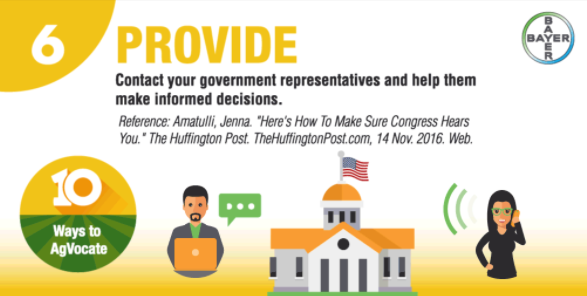 6
PROVIDE
BAYER
BAYER
Contact your government representatives and help them
make informed decisions.
Reference: Amatulli, Jenna. "Here's How To Make Sure Congress Hears
You." The Huffington Post. TheHuffingtonPost.com, 14 Nov. 2016. Web.
10
Ways to
AgVocate